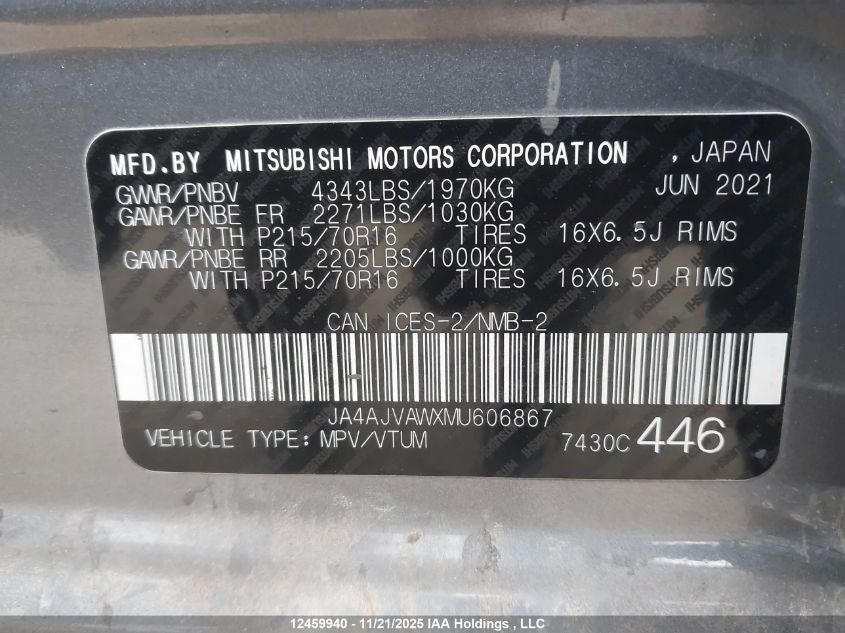 MFD.BY MITSUBISHI MOTORS CORPORATION , JAPAN
GVWR/PNBV 4343LBS/1970KG JUN 2021
GAWR/PNBE FR 2271LBS/1030KG
WITH P215/70R16 TIRES 16X6.5J RIMS
GAWR/PNBE RR 2205LBS/1000KG
WITH P215/70R16 TIRES 16X6.5J RIMS
CAN ICES-2/NMB-2
JA4AJVAWXMU606867
VEHICLE TYPE: MPV/VTUM 7430C 446
12459940 - 11/21/2025 IAA Holdings , LLC